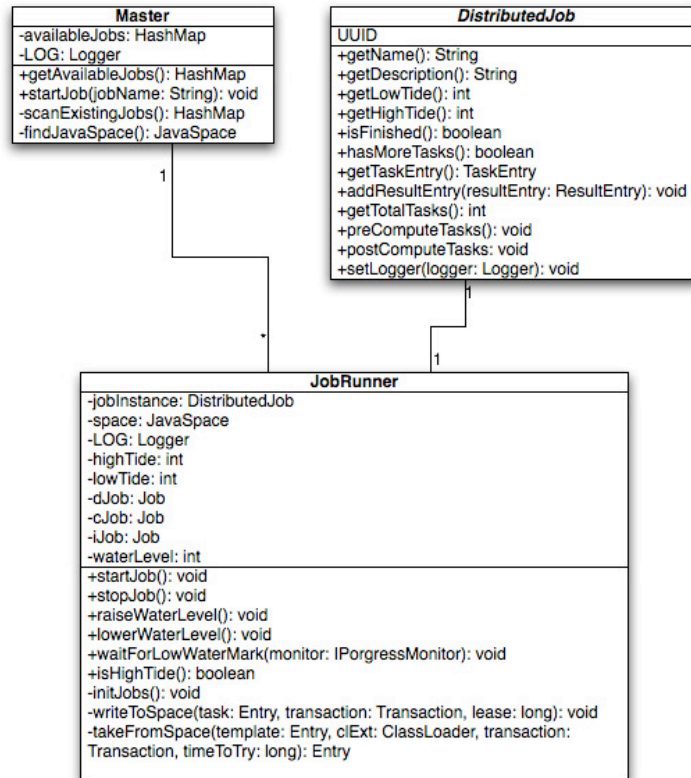 Master
-availableJobs: HashMap
-LOG: Logger
+getAvailableJobs(): HashMap
+startJob(jobName: String): void
-scanExistingJobs(): HashMap
-findJavaSpace(): JavaSpace
DistributedJob
UUID
+getName(): String
+getDescription(): String
+getLowTide(): int
+getHighTide(): int
+isFinished(): boolean
+hasMoreTasks(): boolean
+getTaskEntry(): TaskEntry
+addResultEntry(resultEntry: ResultEntry): void
+getTotalTasks(): int
+preComputeTasks(): void
+postComputeTasks: void
+setLogger(logger: Logger): void
1
1
*
1
JobRunner
-jobInstance: DistributedJob
-space: JavaSpace
-LOG: Logger
-highTide: int
-lowTide: int
-dJob: Job
-cJob: Job
-iJob: Job
-waterLevel: int
+startJob(): void
+stopJob(): void
+raiseWaterLevel(): void
+lowerWaterLevel(): void
+waitForLowWaterMark(monitor: IPorgressMonitor): void
+isHighTide(): boolean
-initJobs(): void
-writeToSpace(task: Entry, transaction: Transaction, lease: long): void
-takeFromSpace(template: Entry, clExt: ClassLoader, transaction:
Transaction, timeToTry: long): Entry